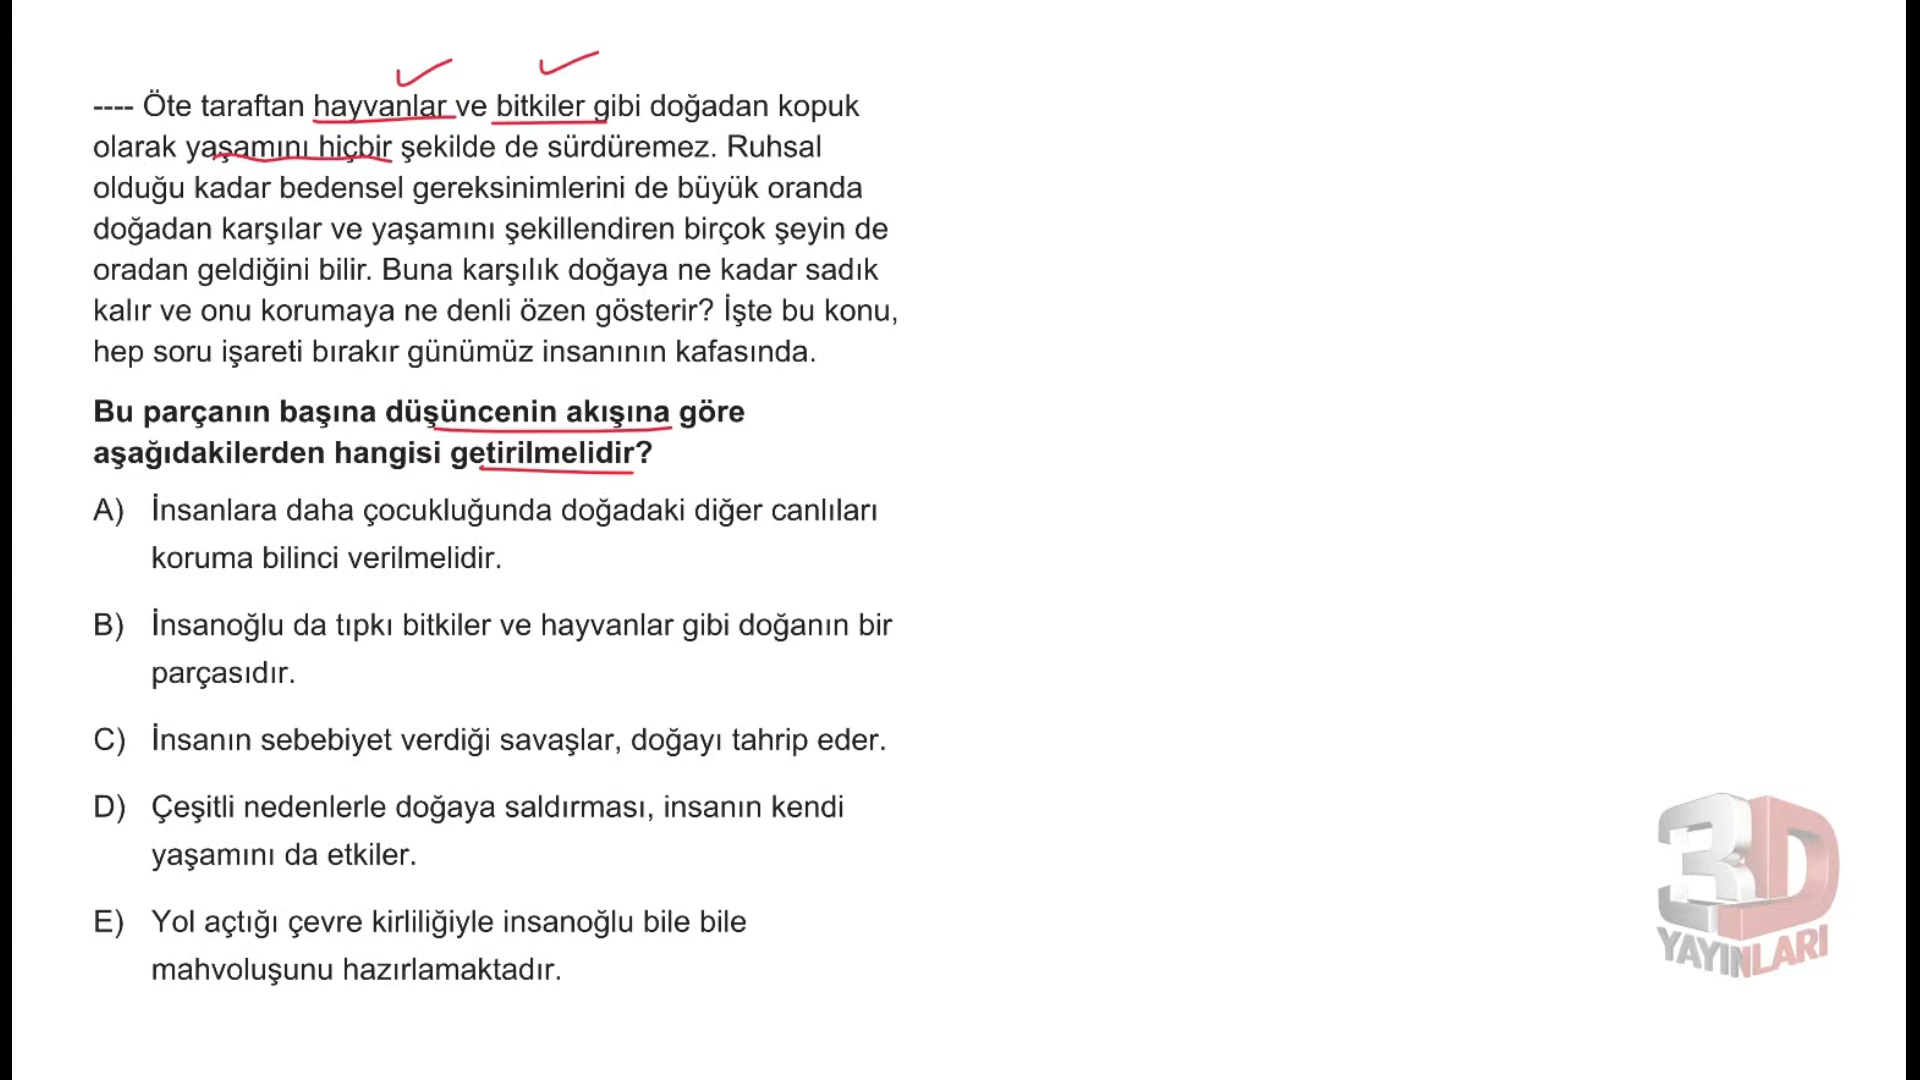 ---- Öte taraftan hayvanlar ve bitkiler gibi doğadan kopuk
olarak yaşamını hiçbir şekilde de sürdüremez. Ruhsal
olduğu kadar bedensel gereksinimlerini de büyük oranda
doğadan karşılar ve yaşamını şekillendiren birçok şeyin de
oradan geldiğini bilir. Buna karşılık doğaya ne kadar sadık
kalır ve onu korumaya ne denli özen gösterir? İşte bu konu,
hep soru işareti bırakır günümüz insanının kafasında.
Bu parçanın başına düşüncenin akışına göre
aşağıdakilerden hangisi getirilmelidir?
A) İnsanlara daha çocukluğunda doğadaki diğer canlıları
koruma bilinci verilmelidir.
B) İnsanoğlu da tıpkı bitkiler ve hayvanlar gibi doğanın bir
parçasıdır.
C) İnsanın sebebiyet verdiği savaşlar, doğayı tahrip eder.
D) Çeşitli nedenlerle doğaya saldırması, insanın kendi
yaşamını da etkiler.
E) Yol açtığı çevre kirliliğiyle insanoğlu bile bile
mahvoluşunu hazırlamaktadır.
3D
YAYINLARI